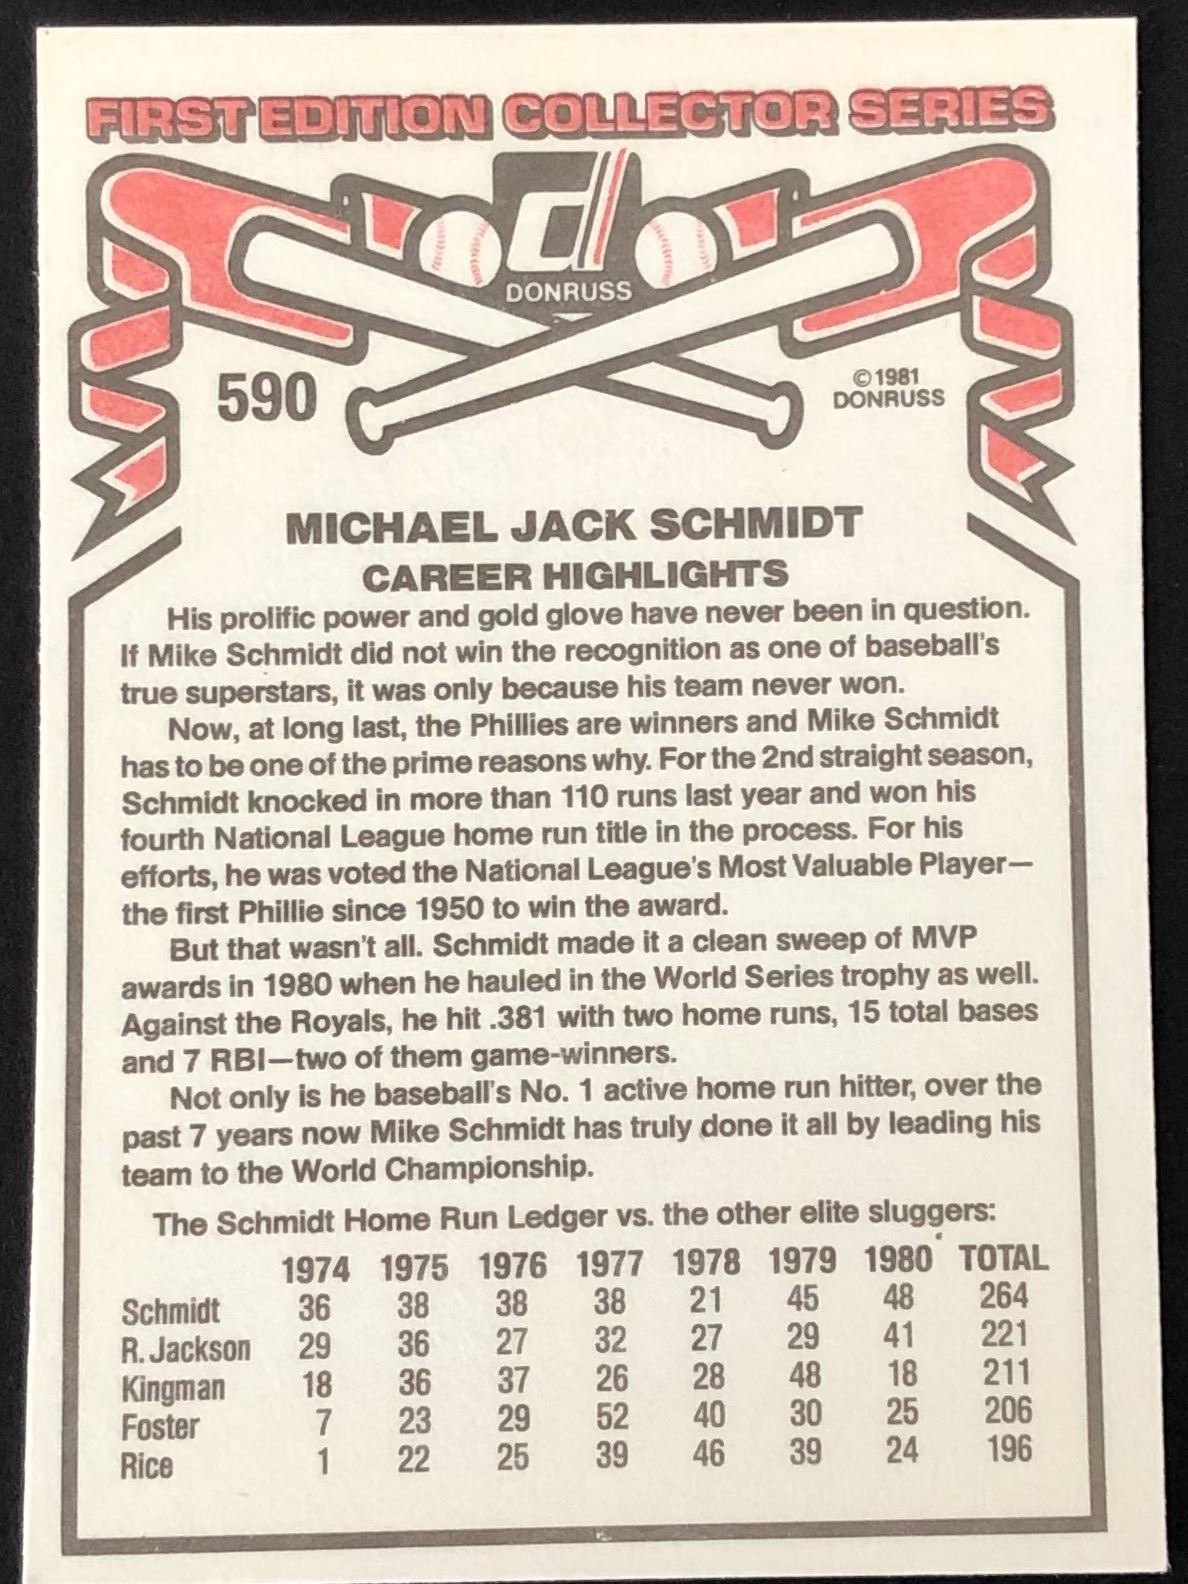 FIRST EDITION COLLECTOR SERIES
d
DONRUSS
590
© 1981
DONRUSS
MICHAEL JACK SCHMIDT
CAREER HIGHLIGHTS
His prolific power and gold glove have never been in question.
If Mike Schmidt did not win the recognition as one of baseball's
true superstars, it was only because his team never won.
Now, at long last, the Phillies are winners and Mike Schmidt
has to be one of the prime reasons why. For the 2nd straight season,
Schmidt knocked in more than 110 runs last year and won his
fourth National League home run title in the process. For his
efforts, he was voted the National League's Most Valuable Player—
the first Phillie since 1950 to win the award.
But that wasn't all. Schmidt made it a clean sweep of MVP
awards in 1980 when he hauled in the World Series trophy as well.
Against the Royals, he hit .381 with two home runs, 15 total bases
and 7 RBI—two of them game-winners.
Not only is he baseball's No. 1 active home run hitter, over the
past 7 years now Mike Schmidt has truly done it all by leading his
team to the World Championship.
The Schmidt Home Run Ledger vs. the other elite sluggers:
1974 1975 1976 1977 1978 1979 1980 TOTAL
Schmidt 36 38 38 38 21 45 48 264
R. Jackson 29 36 27 32 27 29 41 221
Kingman 18 36 37 26 28 48 18 211
Foster 7 23 29 52 40 30 25 206
Rice 1 22 25 39 46 39 24 196